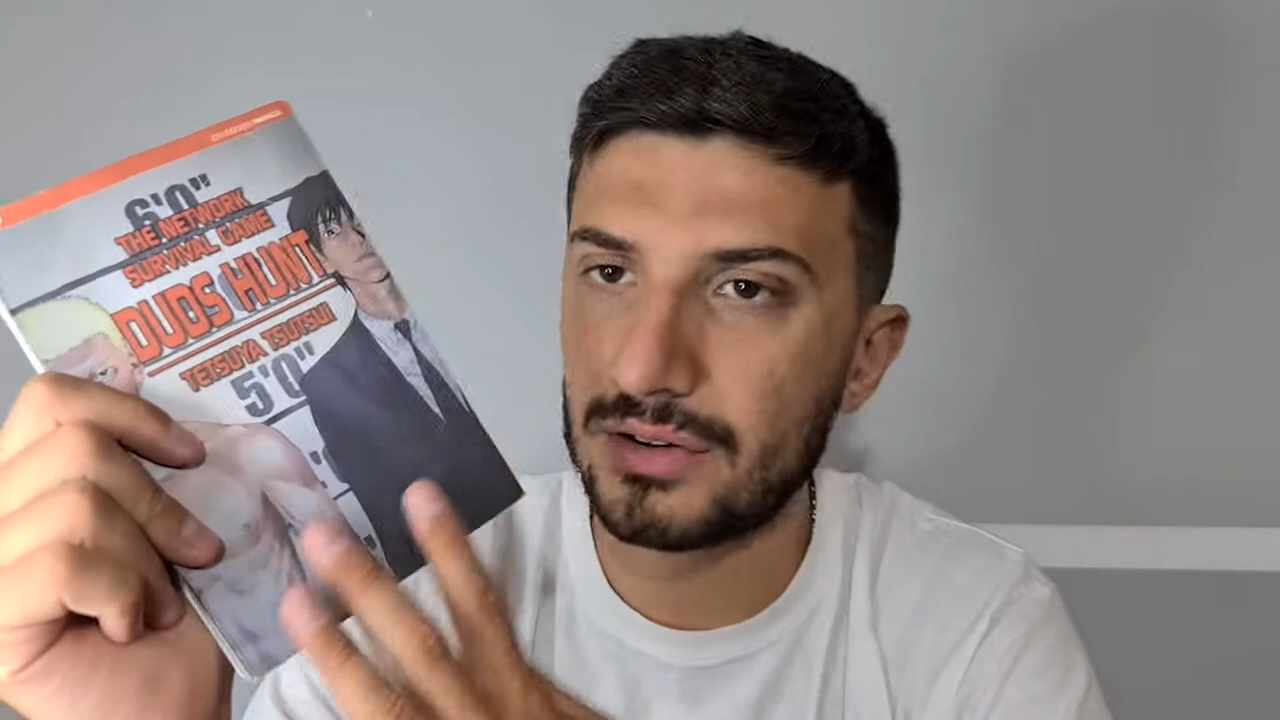 6'0"
THE NETWORK
SURVIVAL GAME
DUDS HUNT
TETSUYA TSUTSUI
5'0"